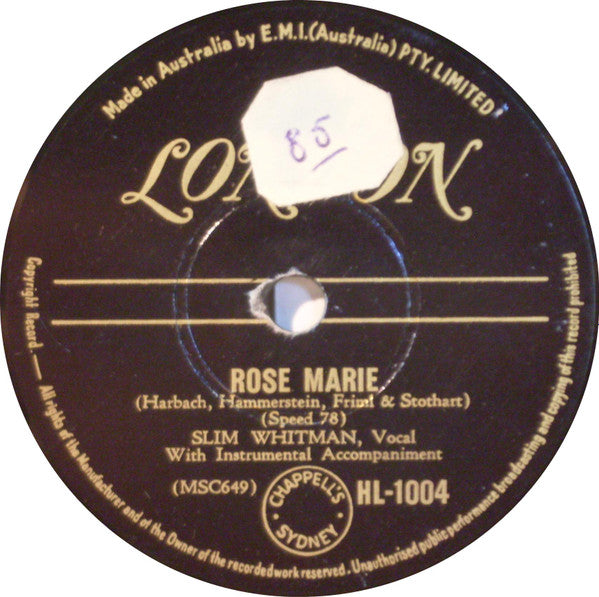 Made in Australia by E.M.I.(Australia) PTY. LIMITED
85
LONDON
ROSE MARIE
(Harbach, Hammerstein, Friml & Stothart)
(Speed 78)
SLIM WHITMAN, Vocal
With Instrumental Accompaniment
(MSC649)
CHAPPELL'S
· SYDNEY ·
HL-1004
Copyright Record. — All rights of the Manufacturer and of the Owner of the recorded work reserved. Unauthorised public performance broadcasting and copying of this record prohibited